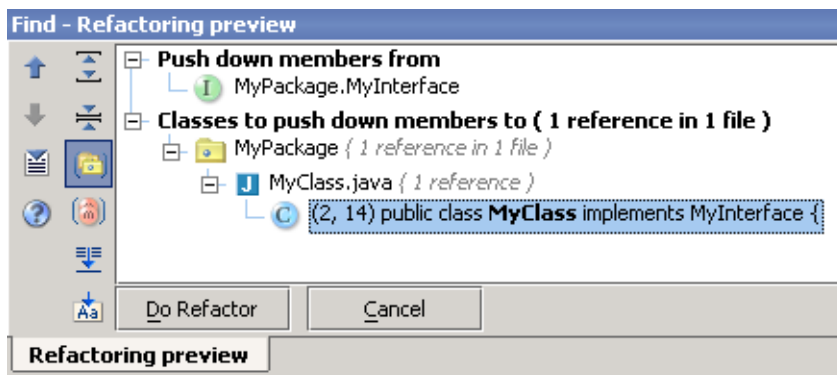 Find - Refactoring preview
Push down members from
I MyPackage.MyInterface
Classes to push down members to ( 1 reference in 1 file )
MyPackage ( 1 reference in 1 file )
J MyClass.java ( 1 reference )
C (2, 14) public class MyClass implements MyInterface {
Do Refactor Cancel
Refactoring preview